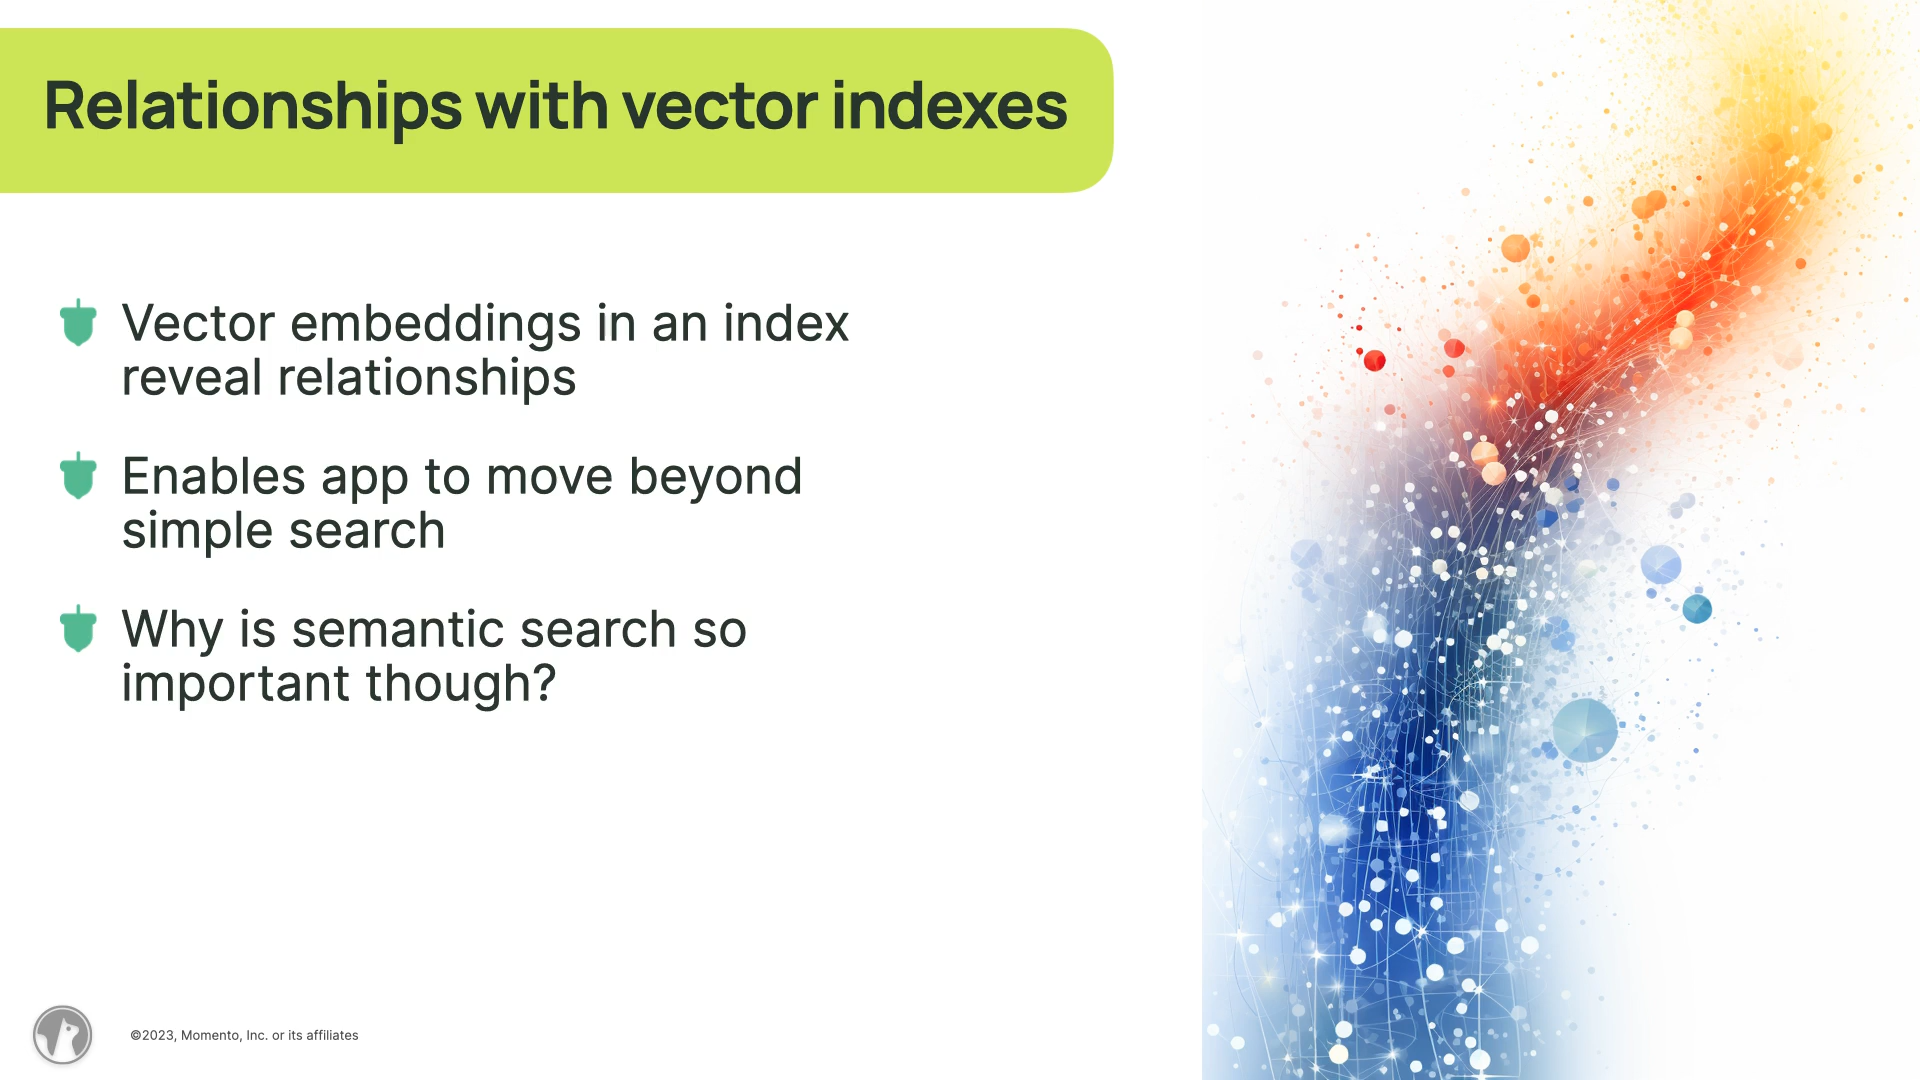 Relationships with vector indexes
Vector embeddings in an index
reveal relationships
Enables app to move beyond
simple search
Why is semantic search so
important though?
©2023, Momento, Inc. or its affiliates